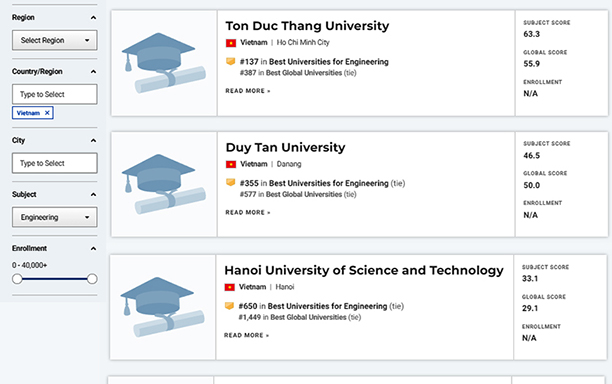 Region
Select Region
Country/Region
Type to Select
Vietnam ×
City
Type to Select
Subject
Engineering
Enrollment
0 - 40,000+
Ton Duc Thang University
Vietnam | Ho Chi Minh City
#137 in Best Universities for Engineering
#387 in Best Global Universities (tie)
READ MORE »
SUBJECT SCORE
63.3
GLOBAL SCORE
55.9
ENROLLMENT
N/A
Duy Tan University
Vietnam | Danang
#355 in Best Universities for Engineering (tie)
#577 in Best Global Universities (tie)
READ MORE »
SUBJECT SCORE
46.5
GLOBAL SCORE
50.0
ENROLLMENT
N/A
Hanoi University of Science and Technology
Vietnam | Hanoi
#650 in Best Universities for Engineering (tie)
#1,449 in Best Global Universities (tie)
READ MORE »
SUBJECT SCORE
33.1
GLOBAL SCORE
29.1
ENROLLMENT
N/A